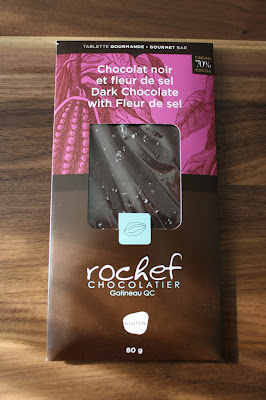 TABLETTE GOURMANDE • GOURMET BAR
CACAO
70%
COCOA
Chocolat noir
et fleur de sel
Dark Chocolate
with Fleur de sel
rochef
CHOCOLATIER
Gatineau QC
GLUTEN
80 g